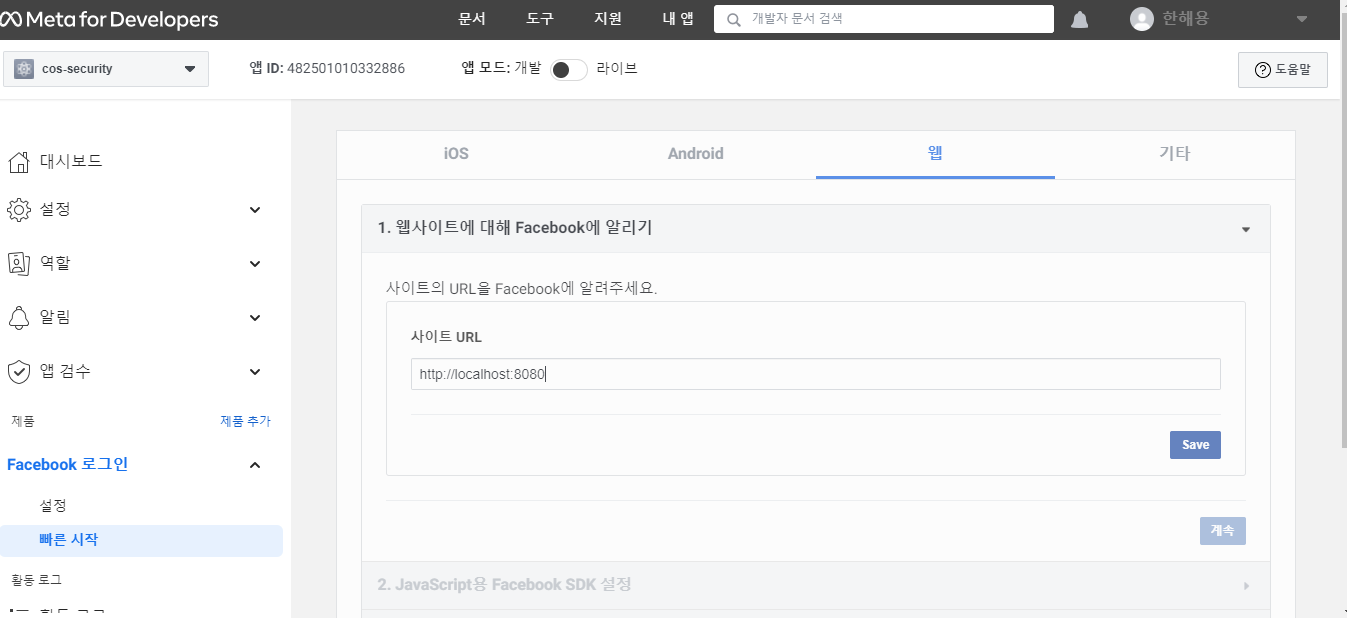 Meta for Developers
문서
도구
지원
내 앱
개발자 문서 검색
한해용
cos-security
앱 ID: 482501010332886
앱 모드: 개발
라이브
도움말
대시보드
설정
역할
알림
앱 검수
제품
제품 추가
Facebook 로그인
설정
빠른 시작
활동 로그
iOS
Android
웹
기타
1. 웹사이트에 대해 Facebook에 알리기
사이트의 URL을 Facebook에 알려주세요.
사이트 URL
http://localhost:8080
Save
계속
2. JavaScript용 Facebook SDK 설정